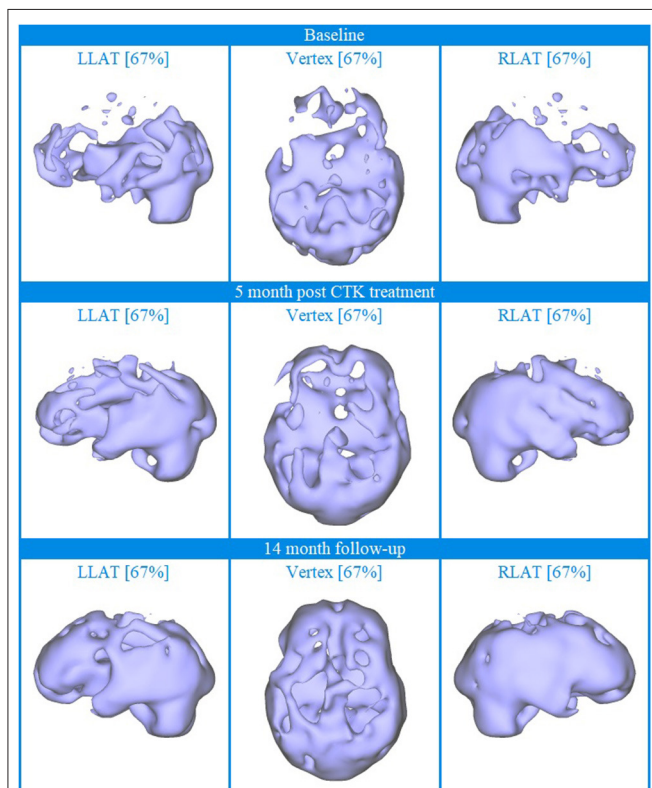 Baseline
LLAT [67%] Vertex [67%] RLAT [67%]
5 month post CTK treatment
LLAT [67%] Vertex [67%] RLAT [67%]
14 month follow-up
LLAT [67%] Vertex [67%] RLAT [67%]